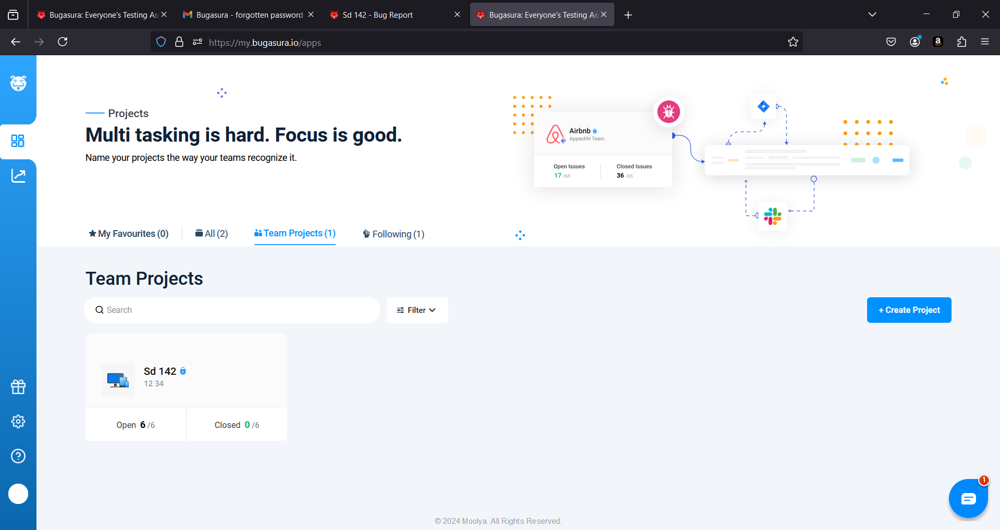 Bugasura: Everyone's Testing As
Bugasura - forgotten password
Sd 142 - Bug Report
Bugasura: Everyone's Testing As
https://my.bugasura.io/apps
Projects
Multi tasking is hard. Focus is good.
Name your projects the way your teams recognize it.
Airbnb
Appachhi Team
Open Issues
17 /65
Closed Issues
36 /65
My Favourites (0)
All (2)
Team Projects (1)
Following (1)
Team Projects
Search
Filter
+ Create Project
Sd 142
12 34
Open 6 /6
Closed 0 /6
1
© 2024 Moolya. All Rights Reserved.